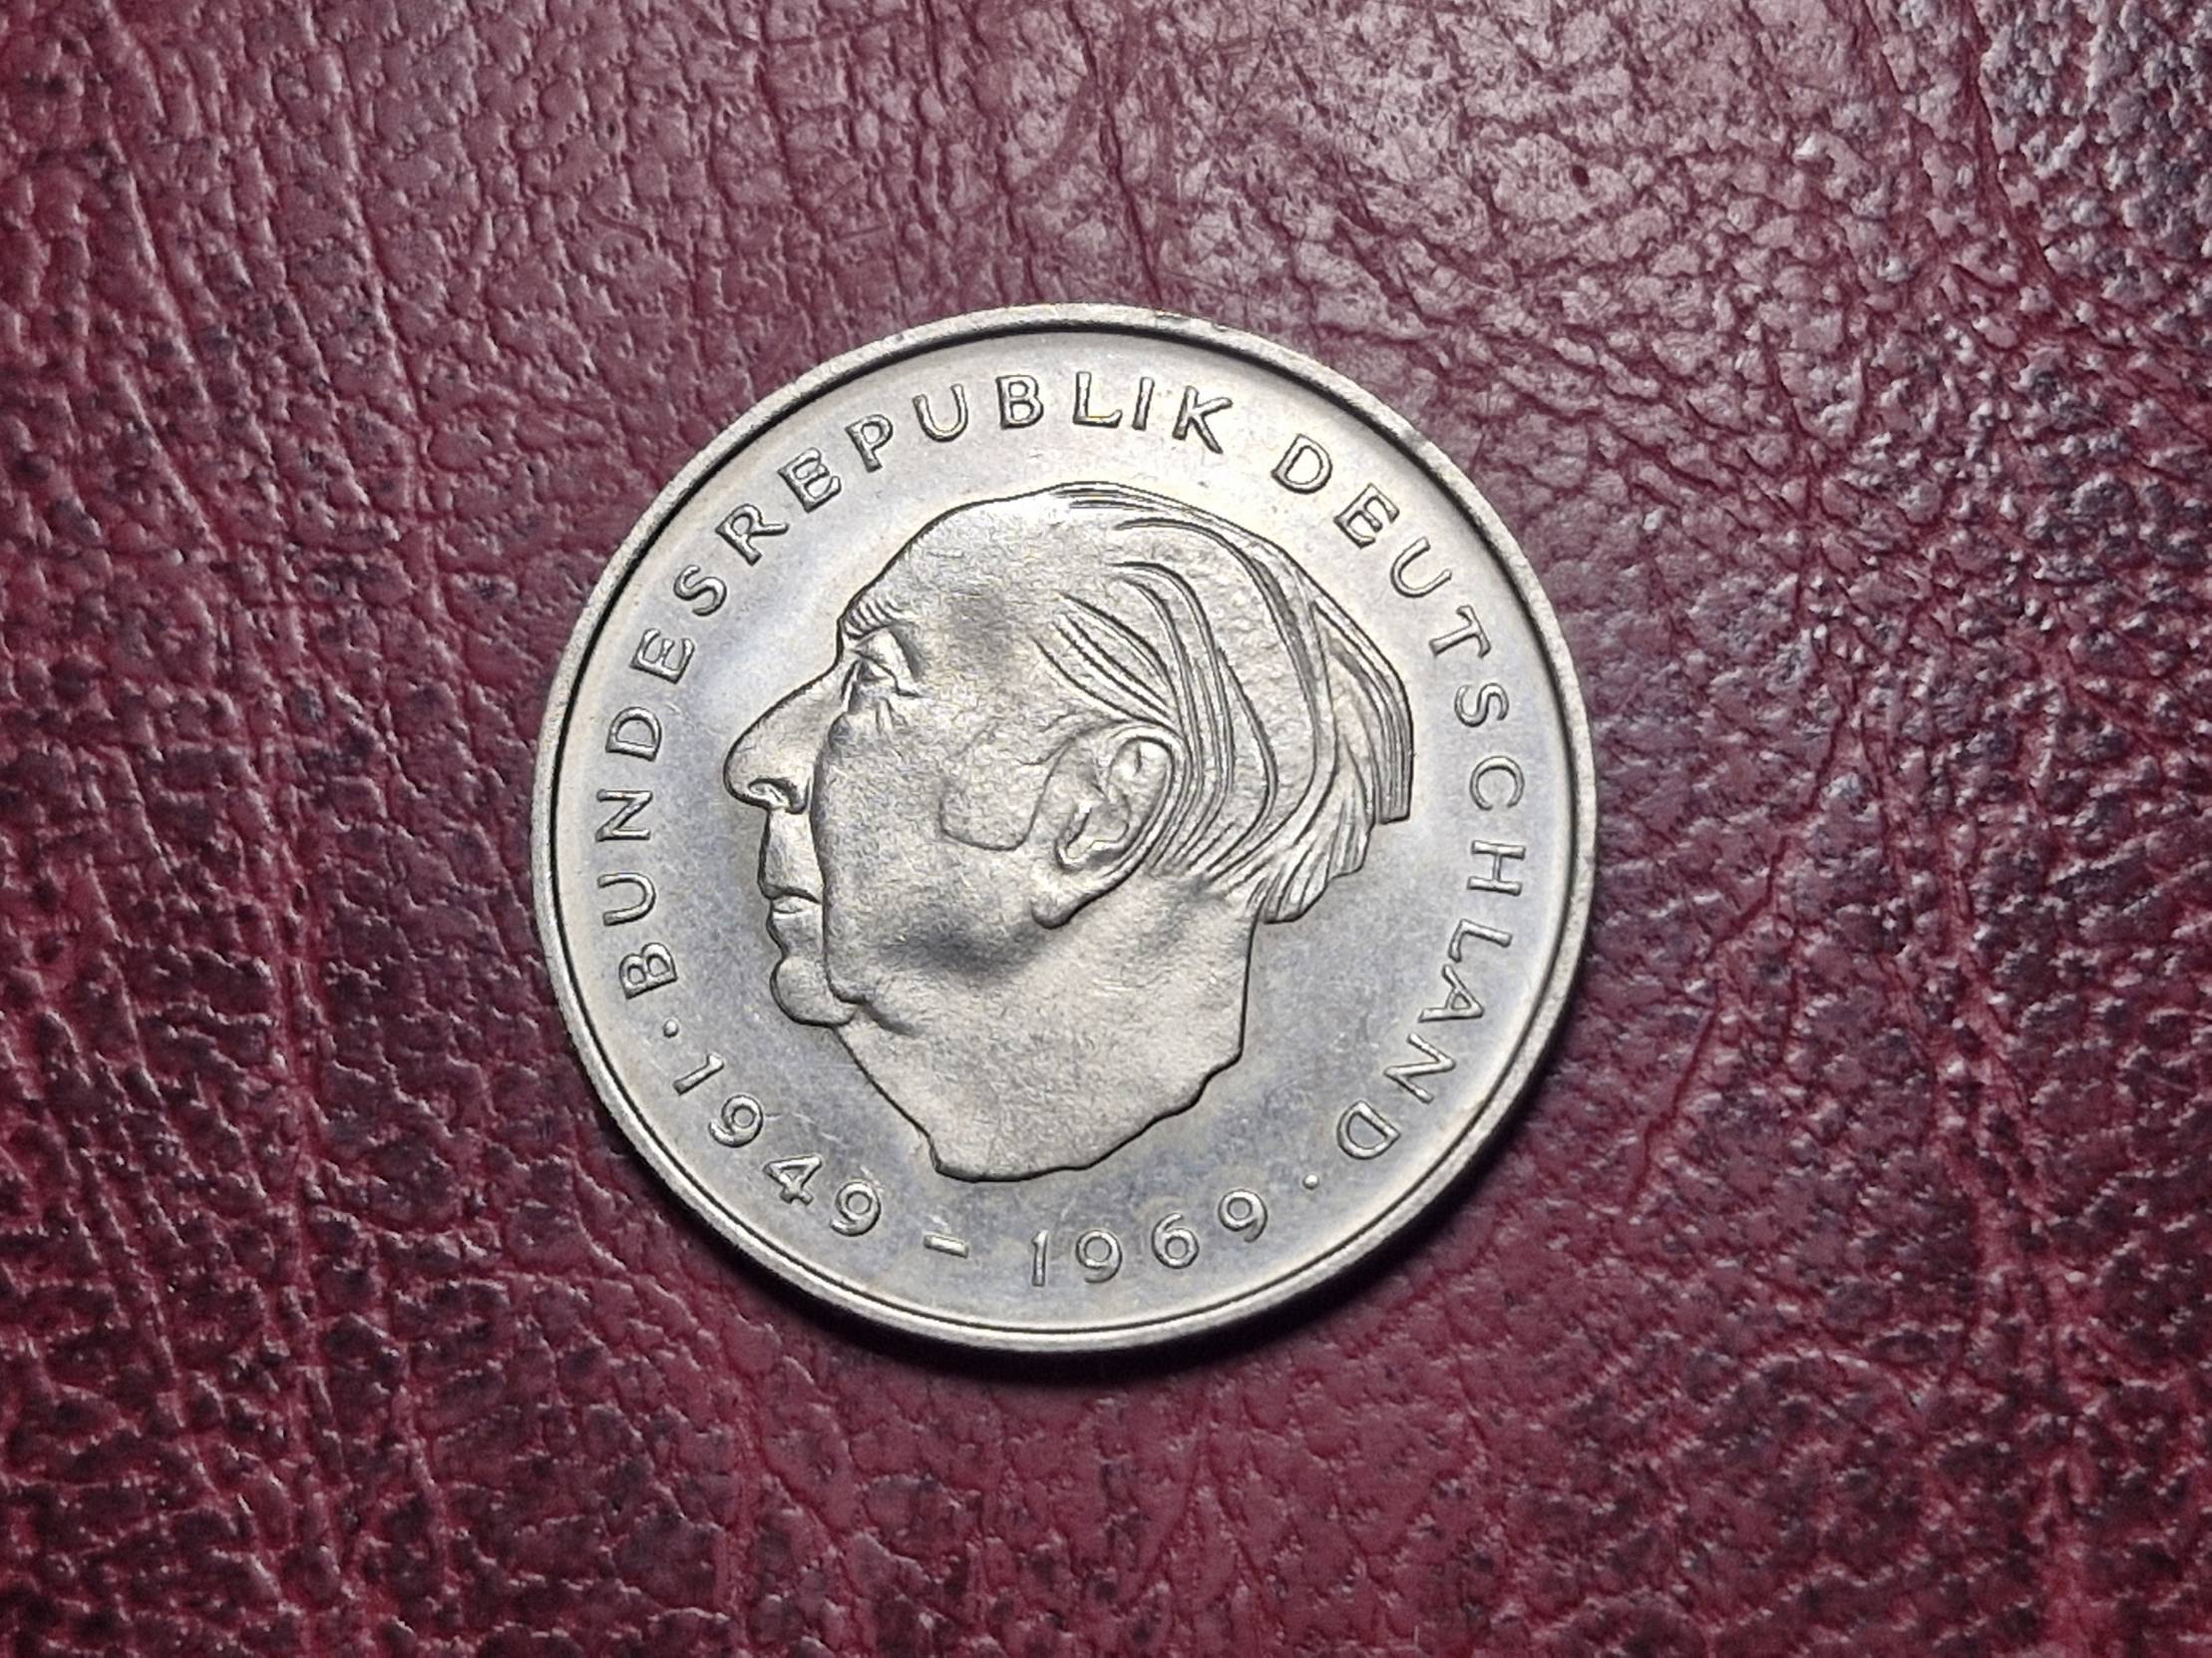 BUNDESREPUBLIK DEUTSCHLAND
· 1949 – 1969 ·